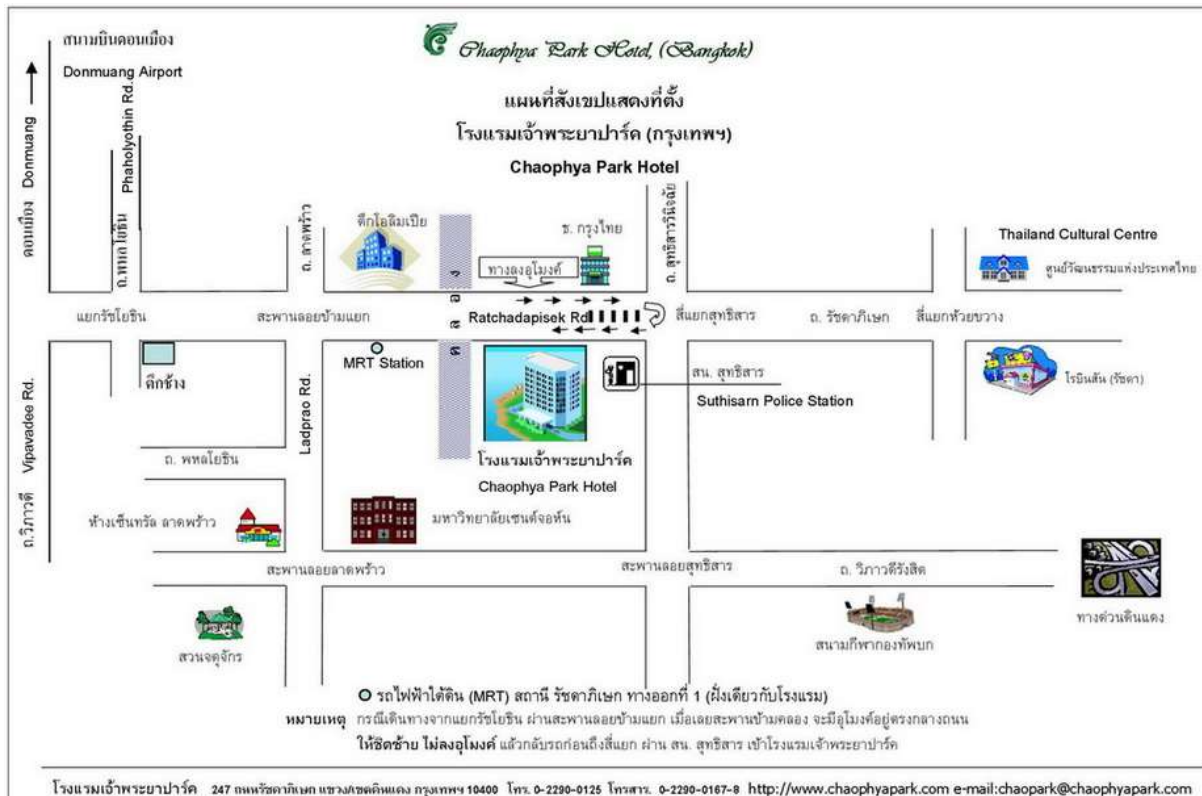 สนามบินดอนเมือง
Donmuang Airport
Chaophya Park Hotel, (Bangkok)
แผนที่สังเขปแสดงที่ตั้ง
โรงแรมเจ้าพระยาปาร์ค (กรุงเทพฯ)
Chaophya Park Hotel
ดอนเมือง Donmuang
Phaholyothin Rd.
ถ.พหลโยธิน
ถ. ลาดพร้าว
ตึกโอลิมเปีย
คลอง
ทางลงอุโมงค์
ธ. กรุงไทย
ถ. สุทธิสารวินิจฉัย
Thailand Cultural Centre
ศูนย์วัฒนธรรมแห่งประเทศไทย
แยกรัชโยธิน
สะพานลอยข้ามแยก
Ratchadapisek Rd
สี่แยกสุทธิสาร
ถ. รัชดาภิเษก
สี่แยกห้วยขวาง
ตึกช้าง
MRT Station
สน. สุทธิสาร
Suthisarn Police Station
โรบินสัน (รัชดา)
ถ.วิภาวดี Vipavadee Rd.
Ladprao Rd.
ถ. พหลโยธิน
โรงแรมเจ้าพระยาปาร์ค
Chaophya Park Hotel
ห้างเซ็นทรัล ลาดพร้าว
มหาวิทยาลัยเซนต์จอห์น
สะพานลอยลาดพร้าว
สะพานลอยสุทธิสาร
ถ. วิภาวดีรังสิต
ทางด่วนดินแดง
สวนจตุจักร
สนามกีฬากองทัพบก
รถไฟฟ้าใต้ดิน (MRT) สถานี รัชดาภิเษก ทางออกที่ 1 (ฝั่งเดียวกับโรงแรม)
หมายเหตุ กรณีเดินทางจากแยกรัชโยธิน ผ่านสะพานลอยข้ามแยก เมื่อเลยสะพานข้ามคลอง จะมีอุโมงค์อยู่ตรงกลางถนน
ให้ชิดซ้าย ไม่ลงอุโมงค์ แล้วกลับรถก่อนถึงสี่แยก ผ่าน สน. สุทธิสาร เข้าโรงแรมเจ้าพระยาปาร์ค
โรงแรมเจ้าพระยาปาร์ค 247 ถนนรัชดาภิเษก แขวง/เขตดินแดง กรุงเทพฯ 10400 โทร. 0-2290-0125 โทรสาร. 0-2290-0167-8 http://www.chaophyapark.com e-mail:chaopark@chaophyapark.com